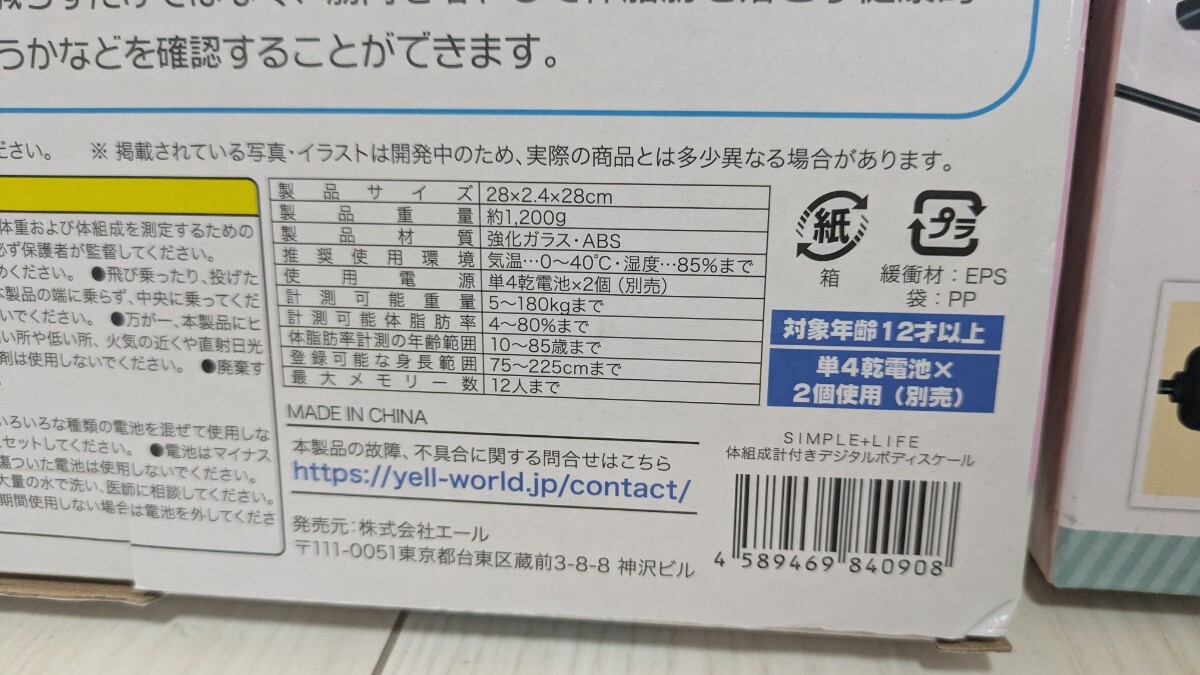 うかなどを確認することができます。
ださい。 ※ 掲載されている写真・イラストは開発中のため、実際の商品とは多少異なる場合があります。
体重および体組成を測定するための
必ず保護者が監督してください。
めください。 ●飛び乗ったり、投げた
本製品の端に乗らず、中央に乗ってくだ
いでください。 ●万が一、本製品にヒ
い所や低い所、火気の近くや直射日光
剤は使用しないでください。 ●廃棄す
いろいろな種類の電池を混ぜて使用しな
セットしてください。 ●電池はマイナス
傷ついた電池は使用しないでください。
大量の水で洗い、医師に相談してください。
期間使用しない場合は電池を外してくださ
製品サイズ 28×2.4×28cm
製品重量 約1,200g
製品材質 強化ガラス・ABS
推奨使用環境 気温…0〜40℃・湿度…85%まで
使用電源 単4乾電池×2個（別売）
計測可能重量 5〜180kgまで
計測可能体脂肪率 4〜80%まで
体脂肪率計測の年齢範囲 10〜85歳まで
登録可能な身長範囲 75〜225cmまで
最大メモリー数 12人まで
MADE IN CHINA
本製品の故障、不具合に関する問合せはこちら
https://yell-world.jp/contact/
発売元：株式会社エール
〒111-0051東京都台東区蔵前3-8-8 神沢ビル
紙
箱
プラ
緩衝材：EPS
袋：PP
対象年齢12才以上
単4乾電池×
2個使用（別売）
SIMPLE+LIFE
体組成計付きデジタルボディスケール
4 589469 840908